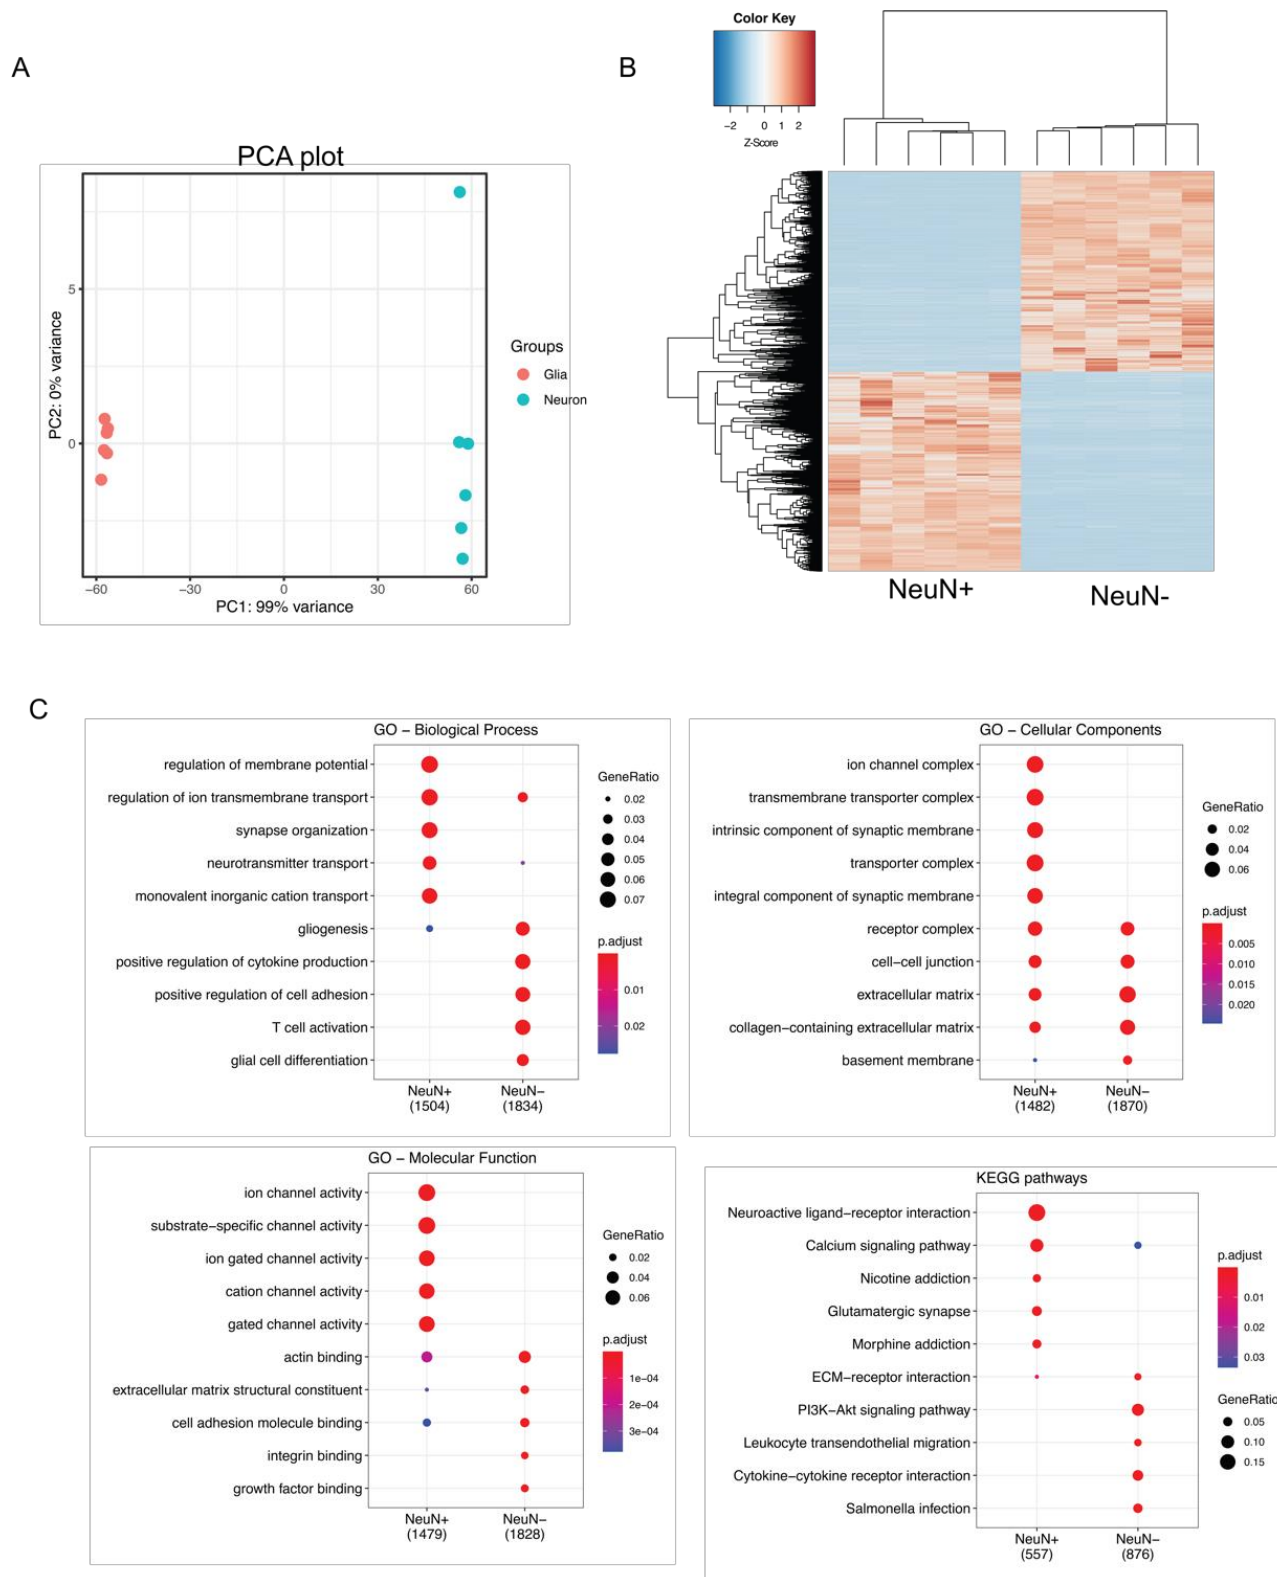 A
PCA plot
5
0
PC2: 0% variance
−60 −30 0 30 60
PC1: 99% variance
Groups
Glia
Neuron
B
Color Key
−2 0 1 2
Z-Score
NeuN+ NeuN-
C
GO − Biological Process
regulation of membrane potential
regulation of ion transmembrane transport
synapse organization
neurotransmitter transport
monovalent inorganic cation transport
gliogenesis
positive regulation of cytokine production
positive regulation of cell adhesion
T cell activation
glial cell differentiation
NeuN+ NeuN−
(1504) (1834)
GeneRatio
0.02
0.03
0.04
0.05
0.06
0.07
p.adjust
0.01
0.02
GO − Cellular Components
ion channel complex
transmembrane transporter complex
intrinsic component of synaptic membrane
transporter complex
integral component of synaptic membrane
receptor complex
cell−cell junction
extracellular matrix
collagen−containing extracellular matrix
basement membrane
NeuN+ NeuN−
(1482) (1870)
GeneRatio
0.02
0.04
0.06
p.adjust
0.005
0.010
0.015
0.020
GO − Molecular Function
ion channel activity
substrate−specific channel activity
ion gated channel activity
cation channel activity
gated channel activity
actin binding
extracellular matrix structural constituent
cell adhesion molecule binding
integrin binding
growth factor binding
NeuN+ NeuN−
(1479) (1828)
GeneRatio
0.02
0.04
0.06
p.adjust
1e−04
2e−04
3e−04
KEGG pathways
Neuroactive ligand−receptor interaction
Calcium signaling pathway
Nicotine addiction
Glutamatergic synapse
Morphine addiction
ECM−receptor interaction
PI3K−Akt signaling pathway
Leukocyte transendothelial migration
Cytokine−cytokine receptor interaction
Salmonella infection
NeuN+ NeuN−
(557) (876)
p.adjust
0.01
0.02
0.03
GeneRatio
0.05
0.10
0.15